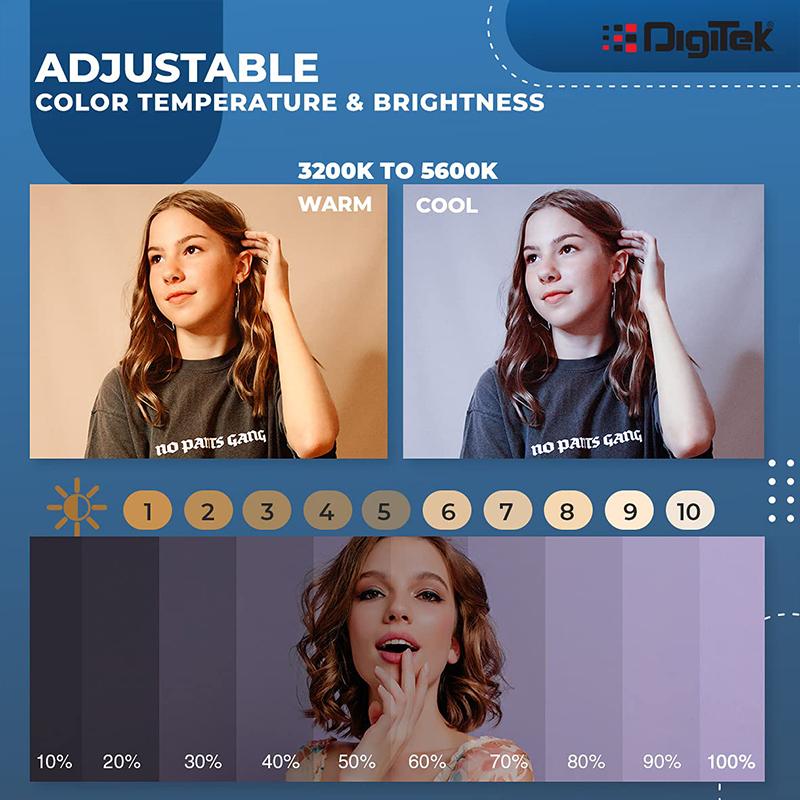 DIGITEK®
ADJUSTABLE
COLOR TEMPERATURE & BRIGHTNESS
3200K TO 5600K
WARM
COOL
NO PANTS GANG
NO PANTS GANG
1 2 3 4 5 6 7 8 9 10
10% 20% 30% 40% 50% 60% 70% 80% 90% 100%